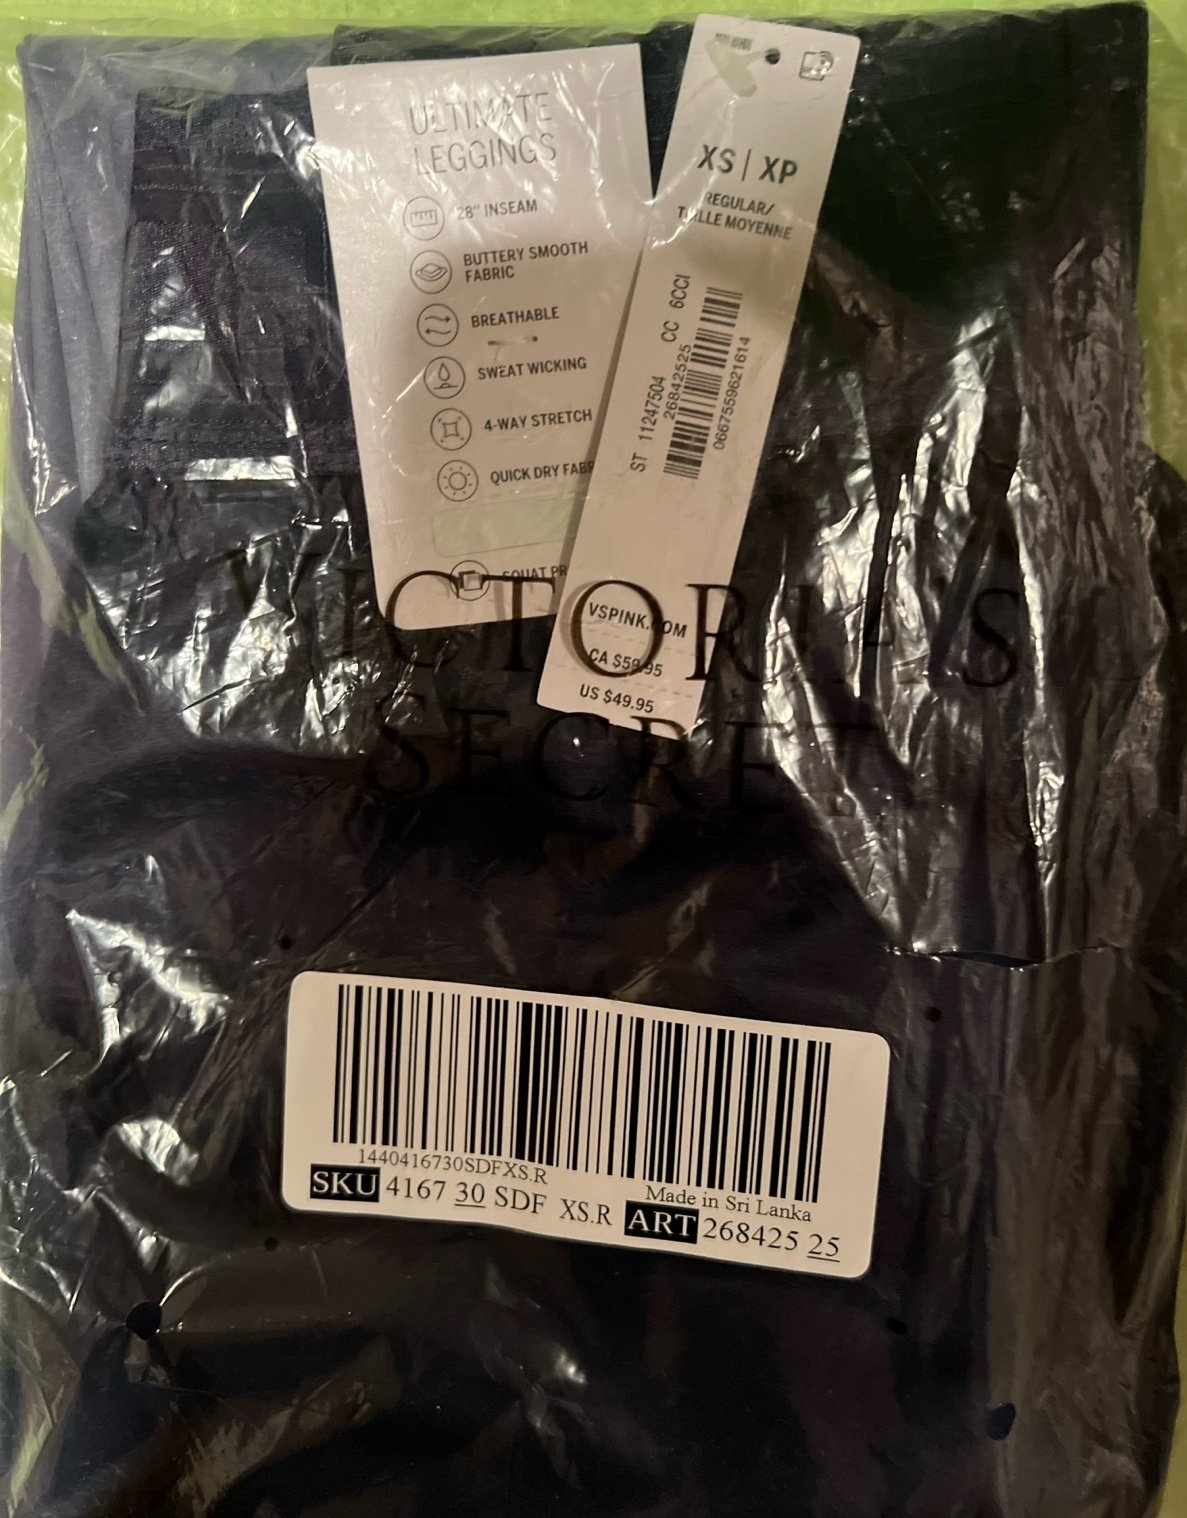 ULTIMATE
LEGGINGS
28" INSEAM
BUTTERY SMOOTH
FABRIC
BREATHABLE
SWEAT WICKING
4-WAY STRETCH
QUICK DRY FABR
SQUAT PR
XS | XP
REGULAR/
TAILLE MOYENNE
ST 11247504 CC 6CCI
26842525
0667559621614
VSPINK.COM
CA $59.95
US $49.95
VICTORIA'S
SECRET
1440416730SDFXS.R
Made in Sri Lanka
SKU 4167 30 SDF XS.R ART 268425 25